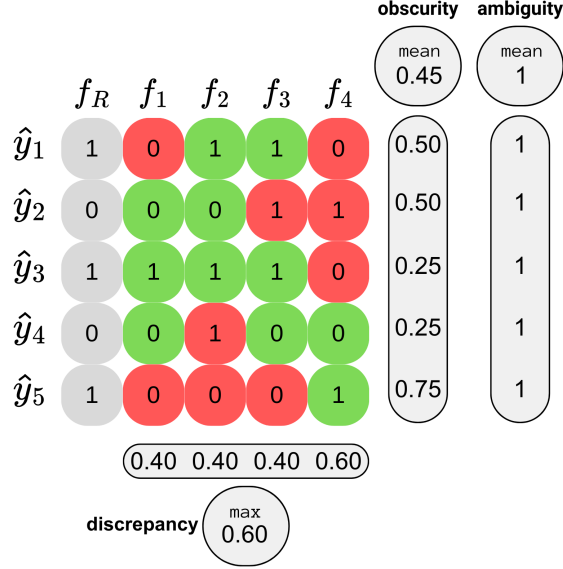 obscurity ambiguity
mean mean
0.45 1
f_R f_1 f_2 f_3 f_4
ŷ_1 1 0 1 1 0 0.50 1
ŷ_2 0 0 0 1 1 0.50 1
ŷ_3 1 1 1 1 0 0.25 1
ŷ_4 0 0 1 0 0 0.25 1
ŷ_5 1 0 0 0 1 0.75 1
0.40 0.40 0.40 0.60
max
discrepancy 0.60